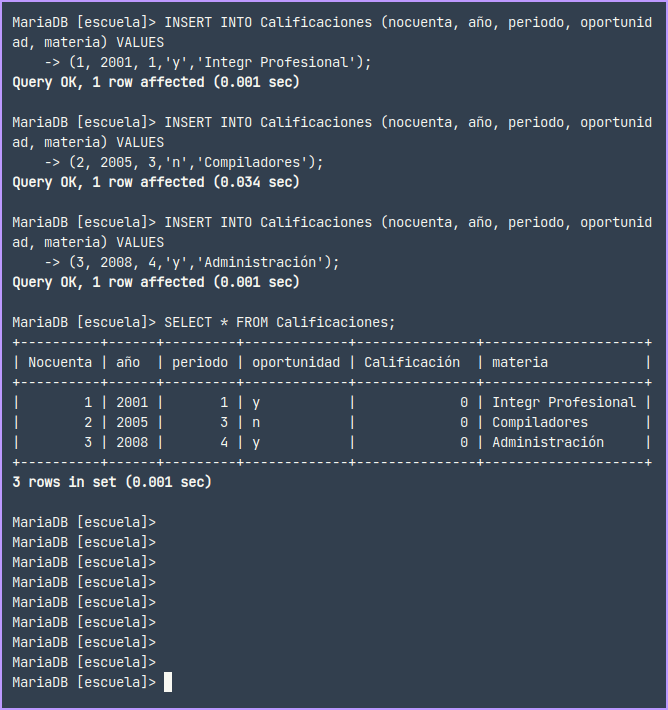 MariaDB [escuela]> INSERT INTO Calificaciones (nocuenta, año, periodo, oportunid
ad, materia) VALUES
    -> (1, 2001, 1,'y','Integr Profesional');
Query OK, 1 row affected (0.001 sec)

MariaDB [escuela]> INSERT INTO Calificaciones (nocuenta, año, periodo, oportunid
ad, materia) VALUES
    -> (2, 2005, 3,'n','Compiladores');
Query OK, 1 row affected (0.034 sec)

MariaDB [escuela]> INSERT INTO Calificaciones (nocuenta, año, periodo, oportunid
ad, materia) VALUES
    -> (3, 2008, 4,'y','Administración');
Query OK, 1 row affected (0.001 sec)

MariaDB [escuela]> SELECT * FROM Calificaciones;
+----------+------+---------+-------------+---------------+--------------------+
| Nocuenta | año  | periodo | oportunidad | Calificación  | materia            |
+----------+------+---------+-------------+---------------+--------------------+
|        1 | 2001 |       1 | y           |             0 | Integr Profesional |
|        2 | 2005 |       3 | n           |             0 | Compiladores       |
|        3 | 2008 |       4 | y           |             0 | Administración     |
+----------+------+---------+-------------+---------------+--------------------+
3 rows in set (0.001 sec)

MariaDB [escuela]>
MariaDB [escuela]>
MariaDB [escuela]>
MariaDB [escuela]>
MariaDB [escuela]>
MariaDB [escuela]>
MariaDB [escuela]>
MariaDB [escuela]>
MariaDB [escuela]>